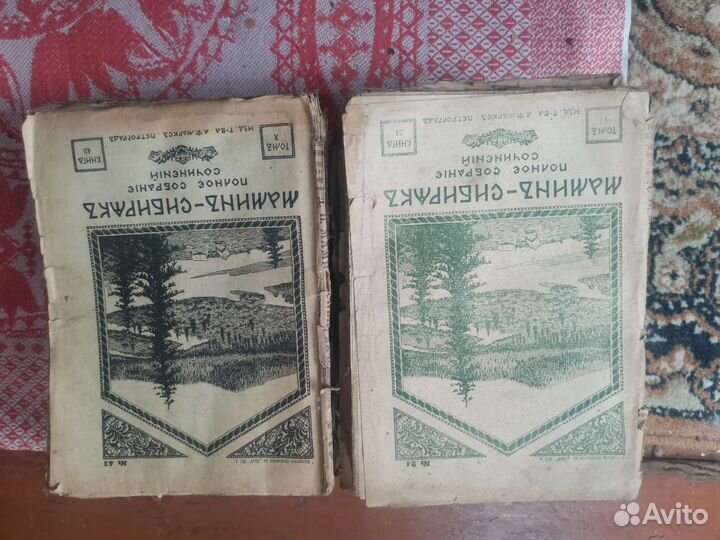 № 43
МАМИНЪ-СИБИРЯКЪ
ПОЛНОЕ СОБРАНІЕ
СОЧИНЕНІЙ
ТОМЪ
X
КНИГА
43
ИЗД. Т-ВА А. Ф. МАРКСЪ, ПЕТРОГРАДЪ
№ 24
МАМИНЪ-СИБИРЯКЪ
ПОЛНОЕ СОБРАНІЕ
СОЧИНЕНІЙ
ТОМЪ
VI
КНИГА
24
ИЗД. Т-ВА А. Ф. МАРКСЪ, ПЕТРОГРАДЪ
Avito